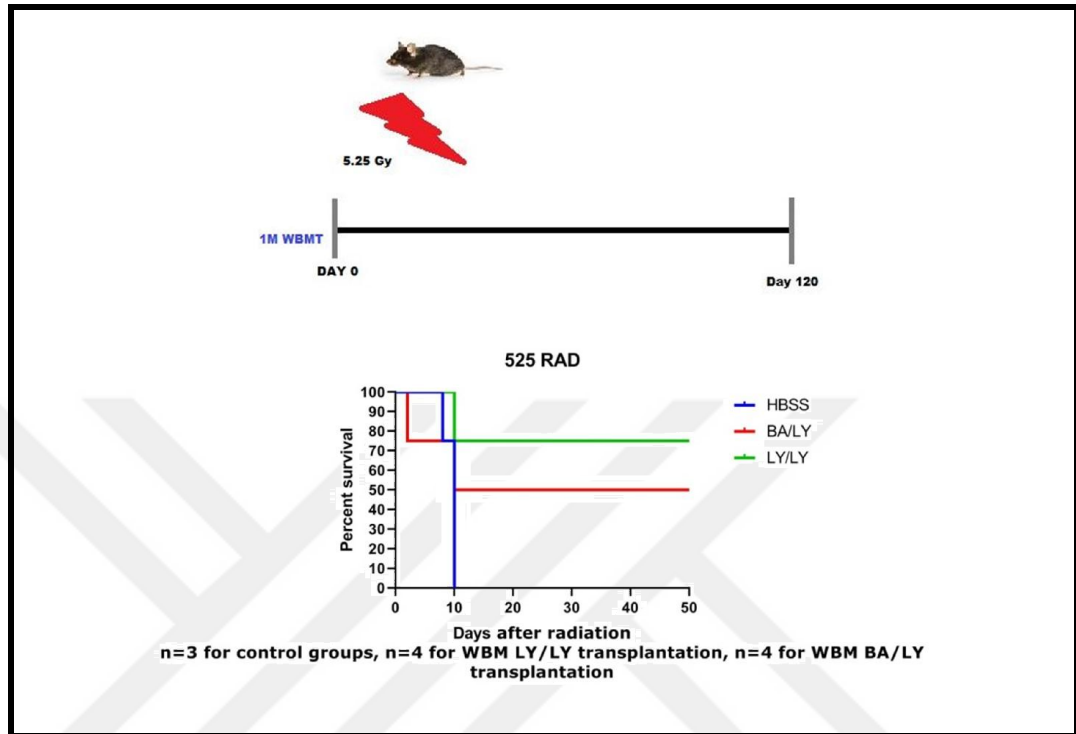 5.25 Gy
1M WBMT
DAY 0
Day 120
525 RAD
Percent survival
100
90
80
70
60
50
40
30
20
10
0
0 10 20 30 40 50
Days after radiation
HBSS
BA/LY
LY/LY
n=3 for control groups, n=4 for WBM LY/LY transplantation, n=4 for WBM BA/LY
transplantation